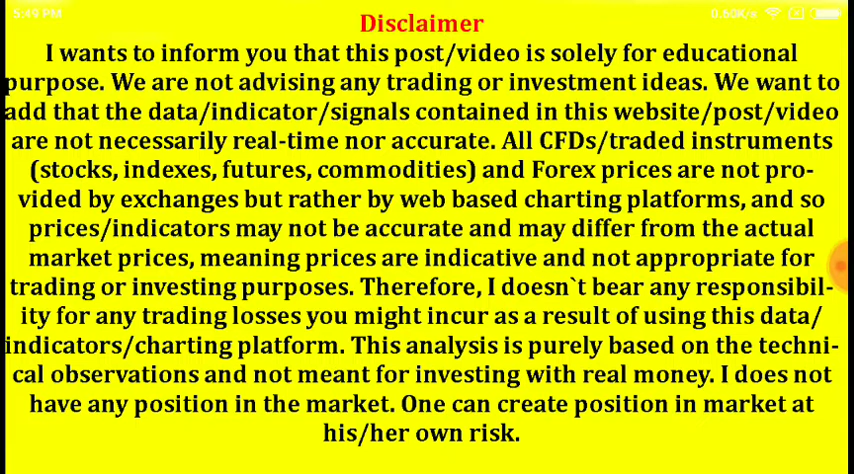 5:49 PM
0.50K/s
Disclaimer
I wants to inform you that this post/video is solely for educational
purpose. We are not advising any trading or investment ideas. We want to
add that the data/indicator/signals contained in this website/post/video
are not necessarily real-time nor accurate. All CFDs/traded instruments
(stocks, indexes, futures, commodities) and Forex prices are not pro-
vided by exchanges but rather by web based charting platforms, and so
prices/indicators may not be accurate and may differ from the actual
market prices, meaning prices are indicative and not appropriate for
trading or investing purposes. Therefore, I doesn`t bear any responsibil-
ity for any trading losses you might incur as a result of using this data/
indicators/charting platform. This analysis is purely based on the techni-
cal observations and not meant for investing with real money. I does not
have any position in the market. One can create position in market at
his/her own risk.